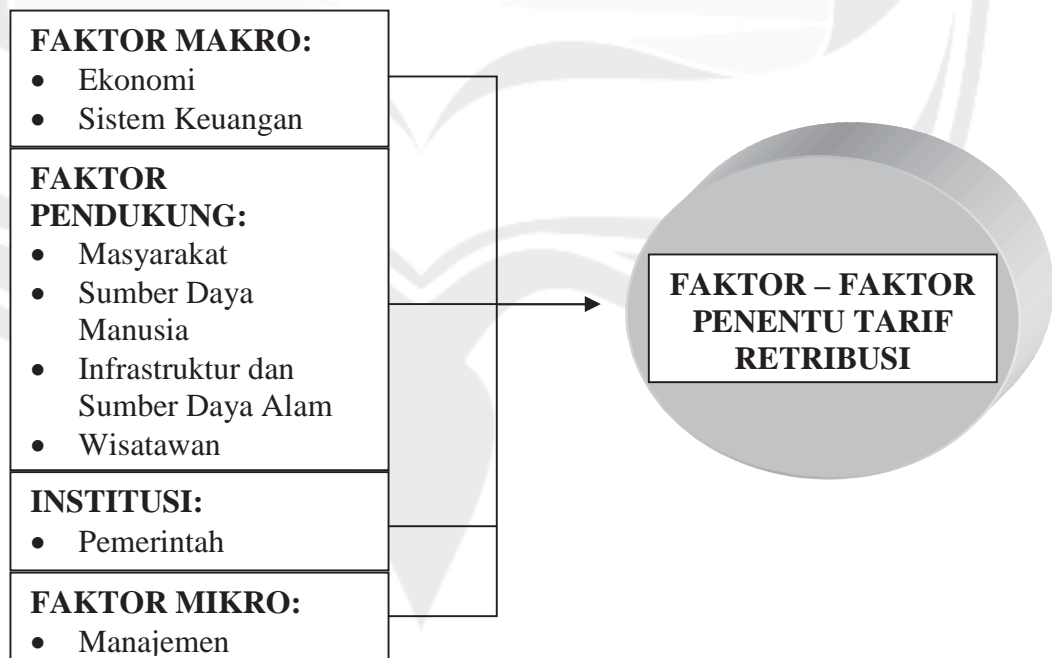 FAKTOR MAKRO:
• Ekonomi
• Sistem Keuangan
FAKTOR
PENDUKUNG:
• Masyarakat
• Sumber Daya
Manusia
• Infrastruktur dan
Sumber Daya Alam
• Wisatawan
INSTITUSI:
• Pemerintah
FAKTOR MIKRO:
• Manajemen
FAKTOR – FAKTOR
PENENTU TARIF
RETRIBUSI